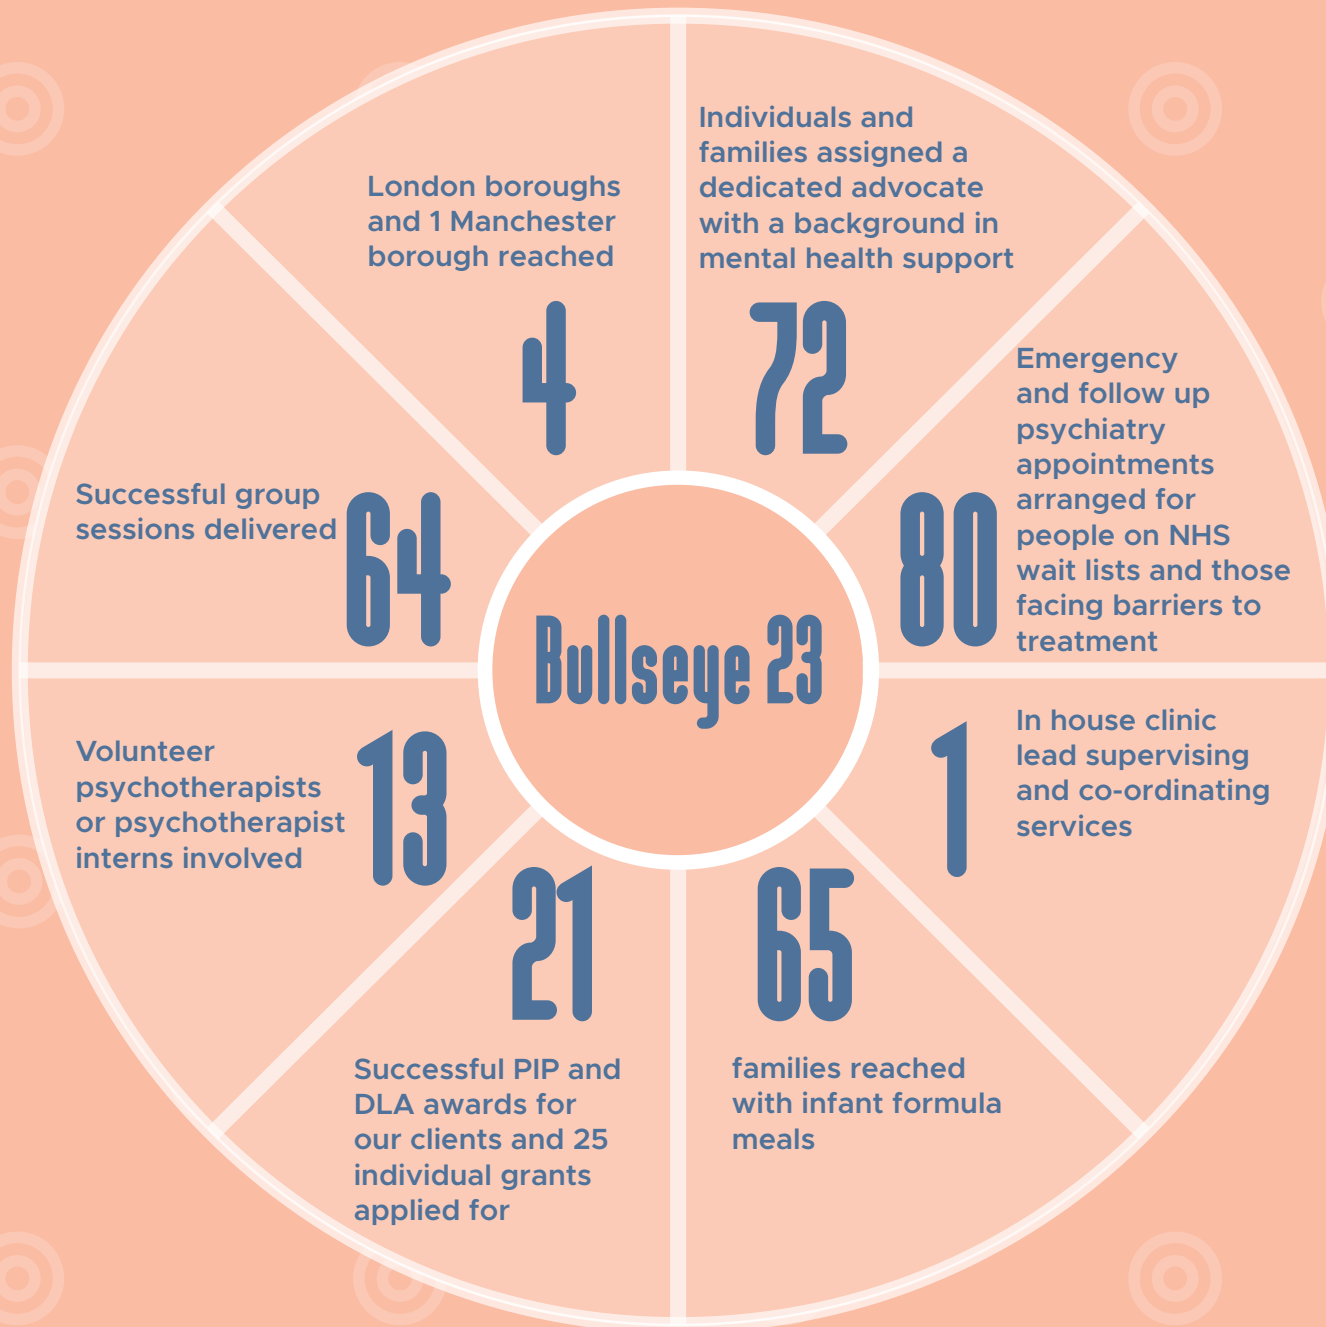 Individuals and
families assigned a
dedicated advocate
with a background in
mental health support
72
Emergency
and follow up
psychiatry
appointments
arranged for
people on NHS
wait lists and those
facing barriers to
treatment
80
In house clinic
lead supervising
and co-ordinating
services
1
65
families reached
with infant formula
meals
21
Successful PIP and
DLA awards for
our clients and 25
individual grants
applied for
Volunteer
psychotherapists
or psychotherapist
interns involved
13
Successful group
sessions delivered
64
London boroughs
and 1 Manchester
borough reached
4
Bullseye 23